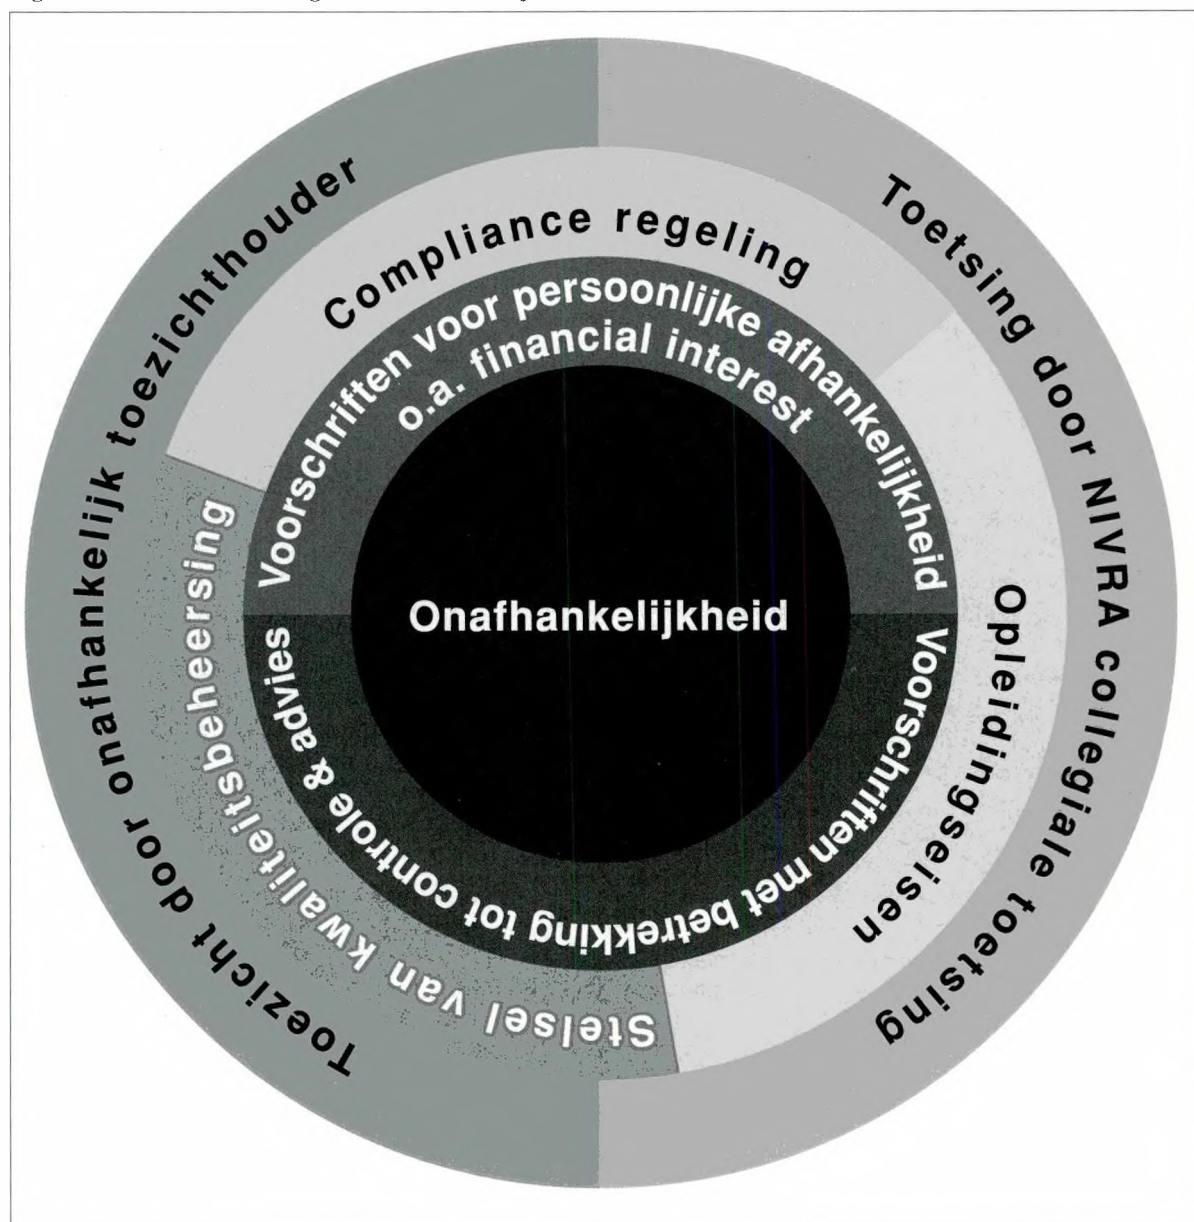 Toezicht door onafhankelijk toezichthouder
Toetsing door NIVRA collegiale toetsing
Compliance regeling
Opleidingseisen
Stelsel van kwaliteitsbeheersing
Voorschriften voor persoonlijke afhankelijkheid
o.a. financial interest
Voorschriften met betrekking tot controle & advies
Onafhankelijkheid